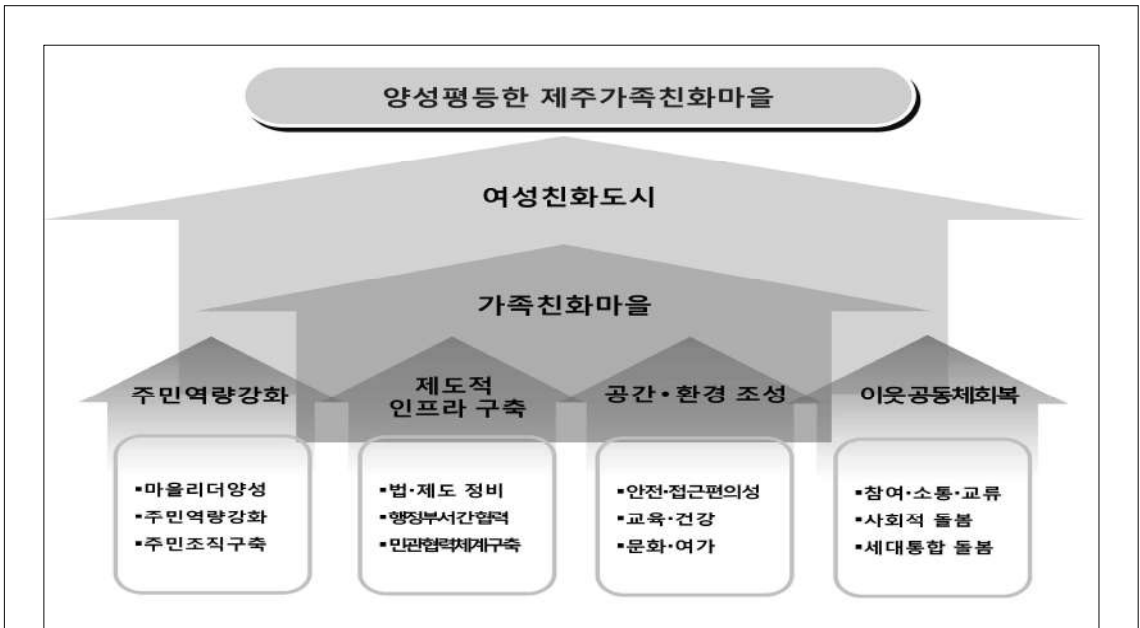 양성평등한 제주가족친화마을
여성친화도시
가족친화마을
주민역량강화
제도적
인프라 구축
공간·환경 조성
이웃공동체회복
▪마을리더양성
▪주민역량강화
▪주민조직구축
▪법·제도 정비
▪행정부서간협력
▪민관협력체계구축
▪안전·접근편의성
▪교육·건강
▪문화·여가
▪참여·소통·교류
▪사회적 돌봄
▪세대통합 돌봄